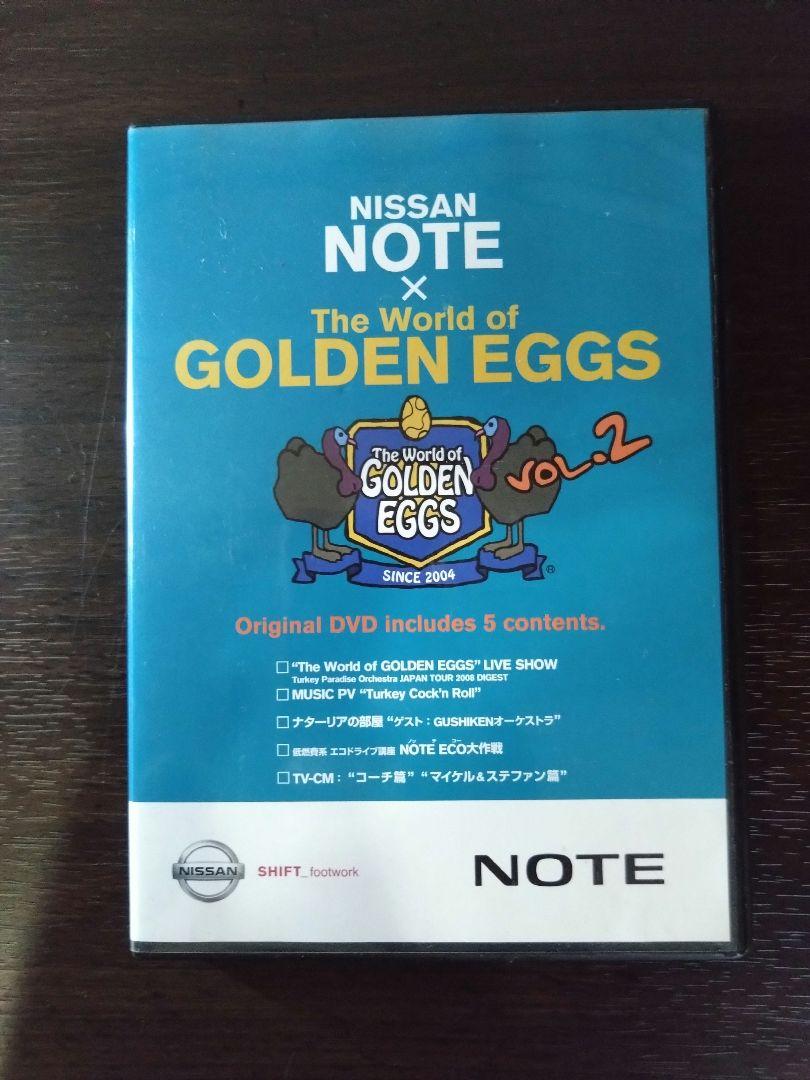 NISSAN
NOTE
×
The World of
GOLDEN EGGS
The World of
GOLDEN
EGGS
SINCE 2004
®
VOL.2
Original DVD includes 5 contents.
□ “The World of GOLDEN EGGS” LIVE SHOW
Turkey Paradise Orchestra JAPAN TOUR 2008 DIGEST
□ MUSIC PV “Turkey Cock'n Roll”
□ ナターリアの部屋 “ゲスト：GUSHIKENオーケストラ”
ノッ テ コー
□ 低燃費系 エコドライブ講座 NOTE ECO大作戦
□ TV-CM： “コーチ篇” “マイケル＆ステファン篇”
NISSAN
SHIFT_footwork
NOTE